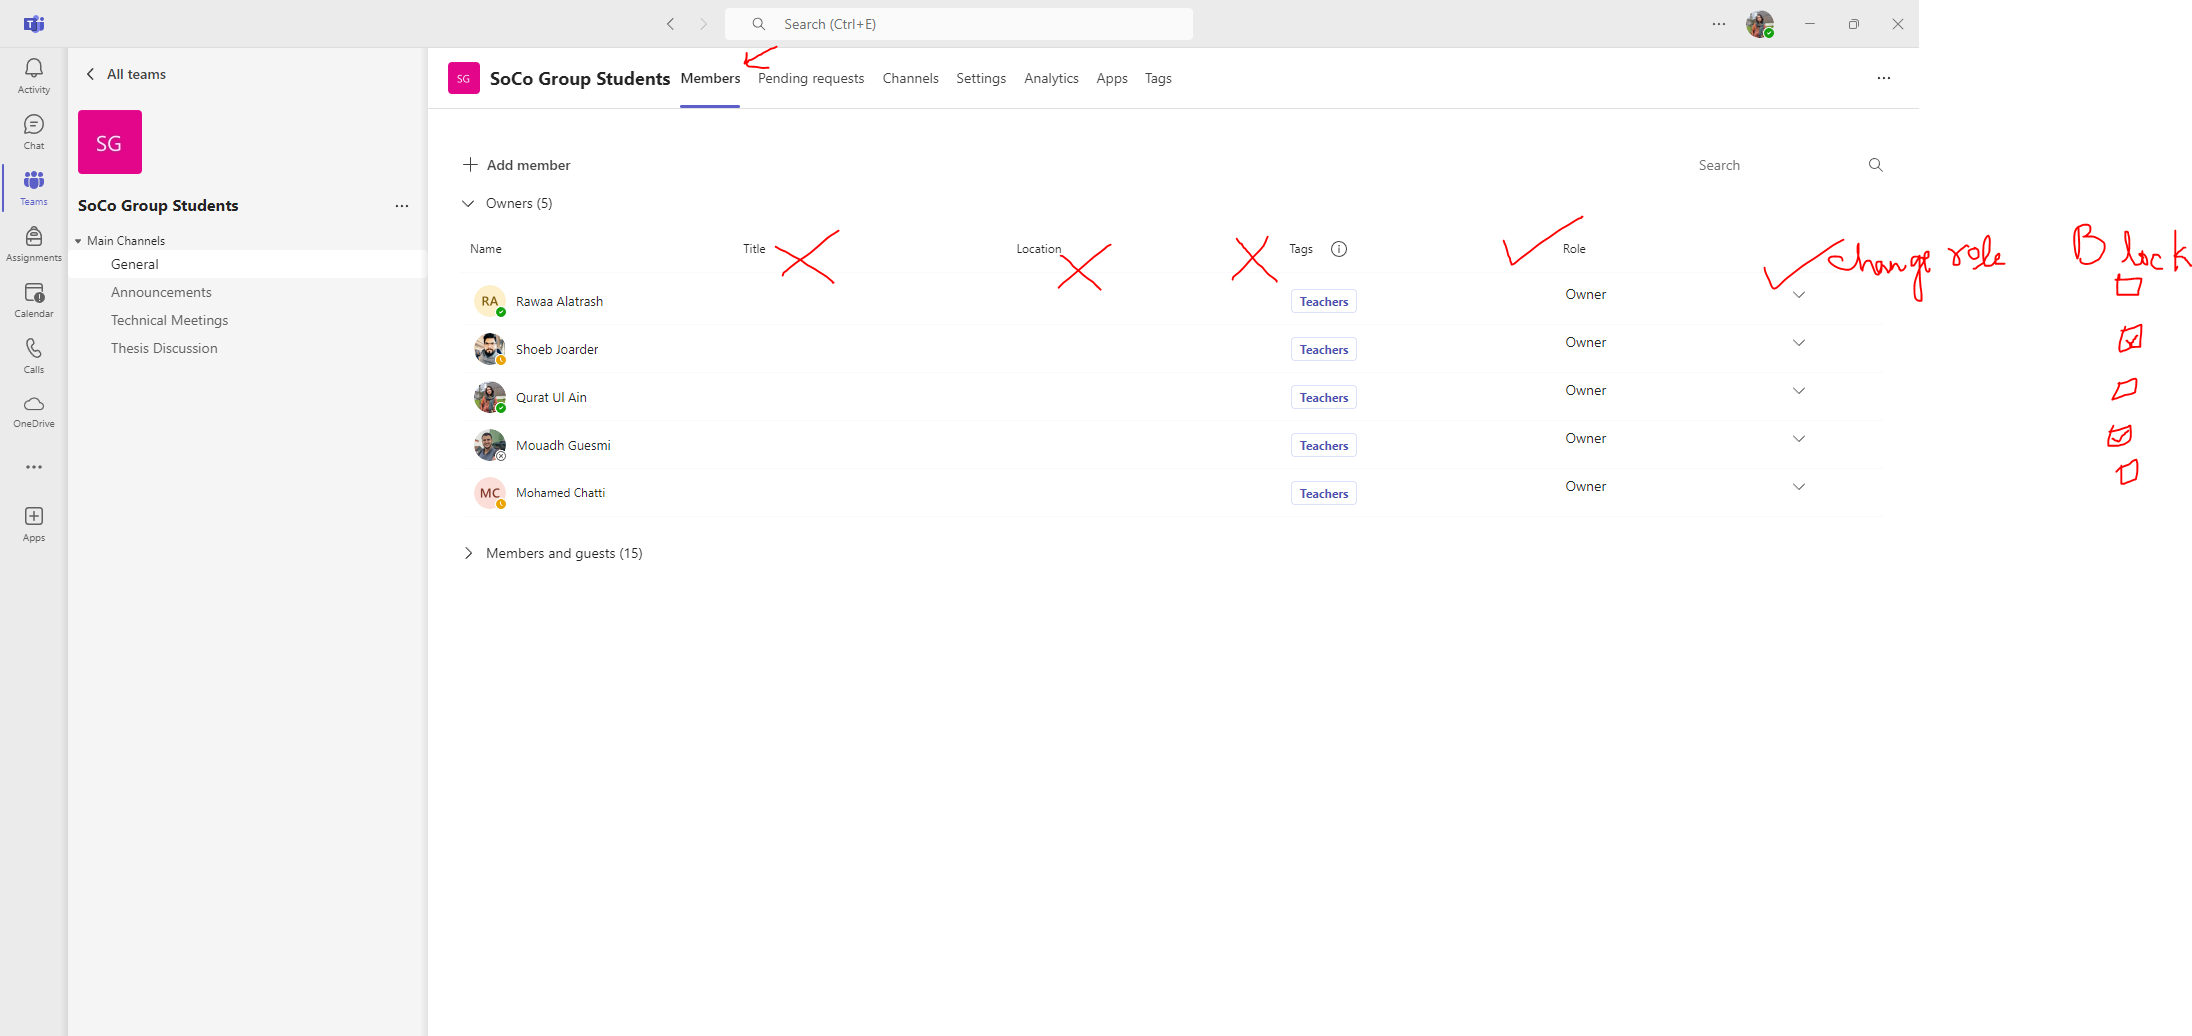 Search (Ctrl+E)
Activity
Chat
Teams
Assignments
Calendar
Calls
OneDrive
Apps
All teams
SG
SoCo Group Students
Main Channels
General
Announcements
Technical Meetings
Thesis Discussion
SG SoCo Group Students Members Pending requests Channels Settings Analytics Apps Tags
Add member Search
Owners (5)
Name Title Location Tags Role change role Block
RA Rawaa Alatrash Teachers Owner
Shoeb Joarder Teachers Owner
Qurat Ul Ain Teachers Owner
Mouadh Guesmi Teachers Owner
MC Mohamed Chatti Teachers Owner
Members and guests (15)